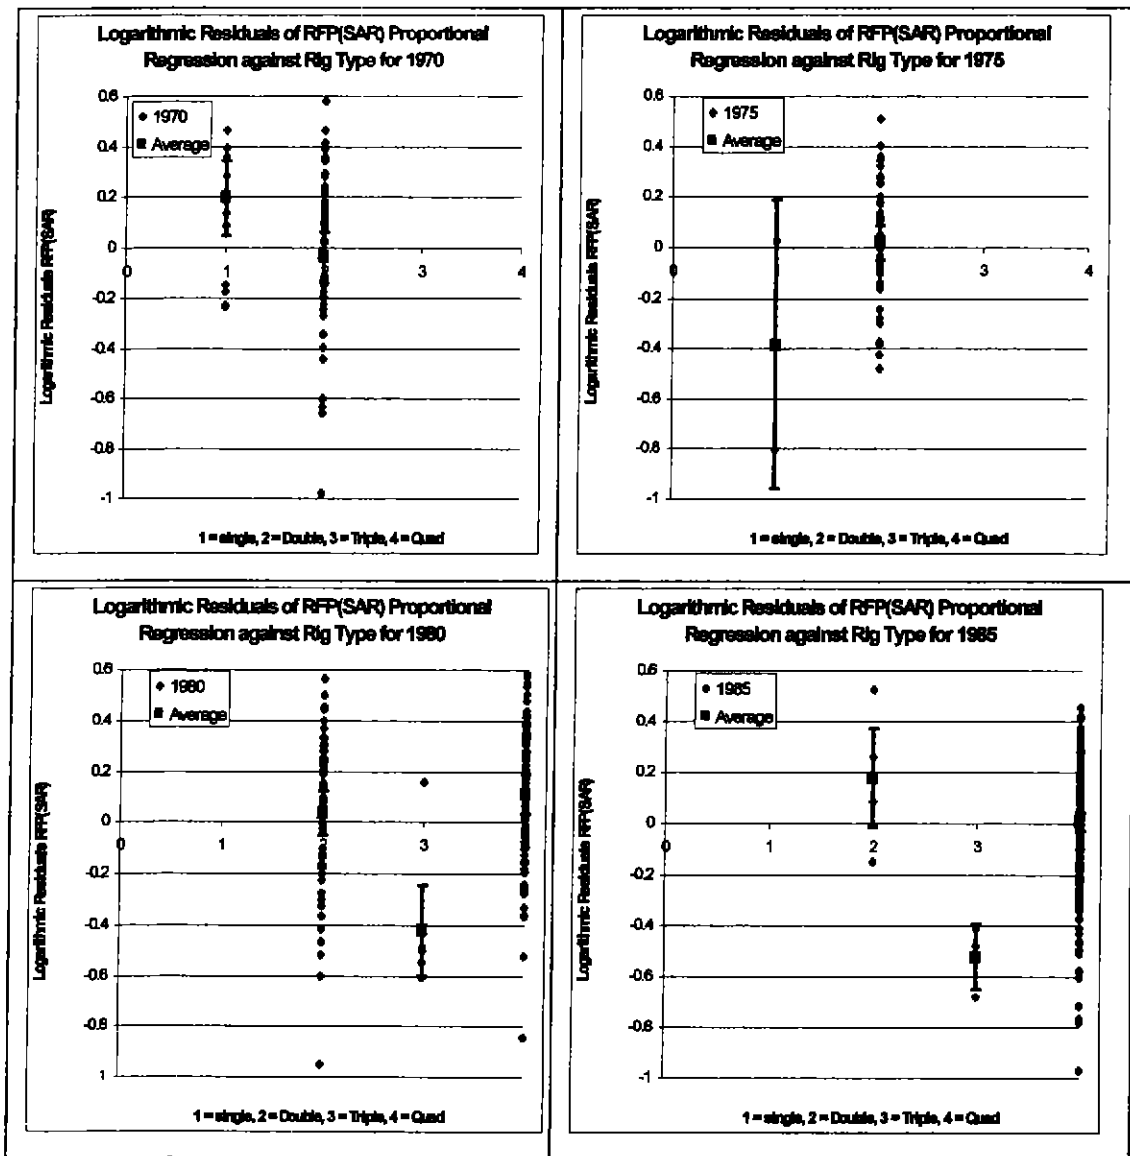 Logarithmic Residuals of RFP(SAR) Proportional
Regression against Rig Type for 1970
0.6
0.4
0.2
0
-0.2
-0.4
-0.6
-0.8
-1
0
1
3
4
1970
Average
Logarithmic Residuals RFP(SAR)
1 = single, 2 = Double, 3 = Triple, 4 = Quad
Logarithmic Residuals of RFP(SAR) Proportional
Regression against Rig Type for 1975
0.6
0.4
0.2
0
-0.2
-0.4
-0.6
-0.8
-1
0
3
4
1975
Average
Logarithmic Residuals RFP(SAR)
1 = single, 2 = Double, 3 = Triple, 4 = Quad
Logarithmic Residuals of RFP(SAR) Proportional
Regression against Rig Type for 1980
0.6
0.4
0.2
0
-0.2
-0.4
-0.6
-0.8
1
0
1
3
1980
Average
Logarithmic Residuals RFP(SAR)
1 = single, 2 = Double, 3 = Triple, 4 = Quad
Logarithmic Residuals of RFP(SAR) Proportional
Regression against Rig Type for 1985
0.6
0.4
0.2
0
-0.2
-0.4
-0.6
-0.8
-1
0
1
2
3
1985
Average
Logarithmic Residuals RFP(SAR)
1 = single, 2 = Double, 3 = Triple, 4 = Quad